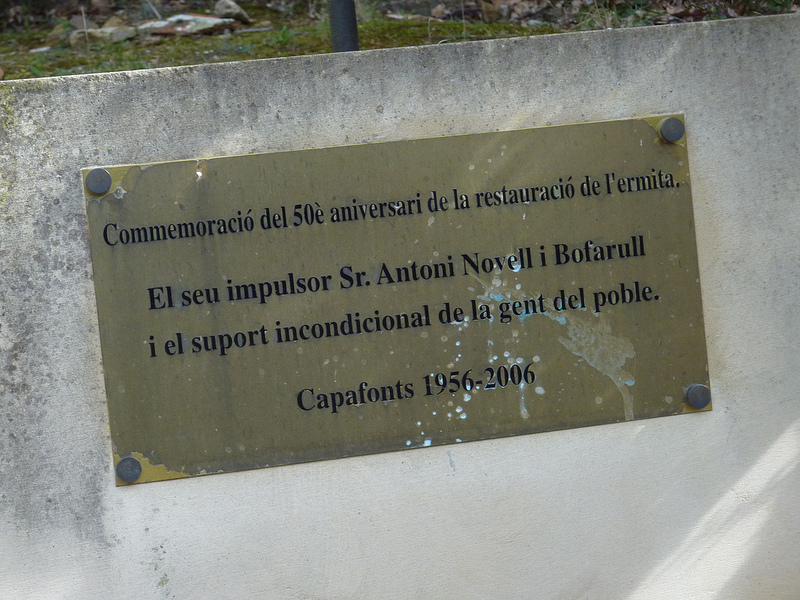 Commemoració del 50è aniversari de la restauració de l'ermita.
El seu impulsor Sr. Antoni Novell i Bofarull
i el suport incondicional de la gent del poble.
Capafonts 1956-2006